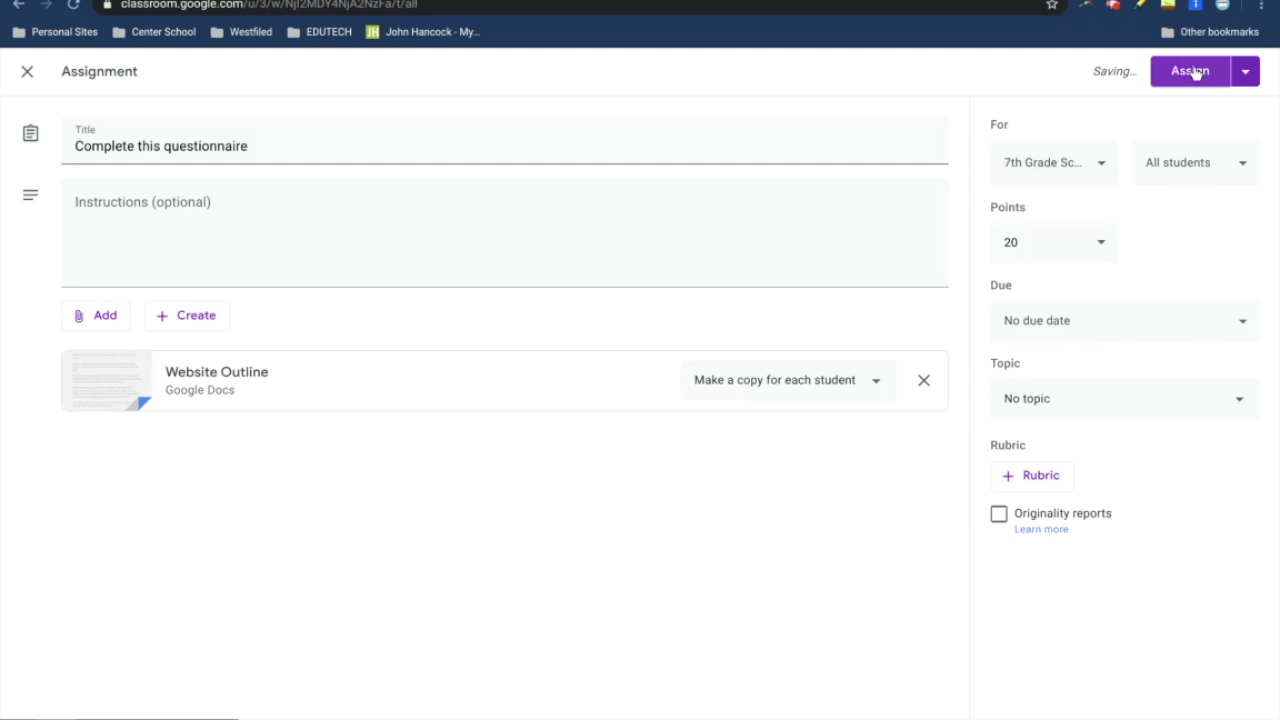 classroom.google.com/u/3/w/NjI2MDY4NjA2NzFa/t/all
Personal SItes
Center School
Westfiled
EDUTECH
JH
John Hancock - My...
Other bookmarks
Assignment
Saving...
Assign
Title
Complete this questionnaire
Instructions (optional)
Add
Create
Website Outline
Google Docs
Make a copy for each student
For
7th Grade Sc...
All students
Points
20
Due
No due date
Topic
No topic
Rubric
Rubric
Originality reports
Learn more